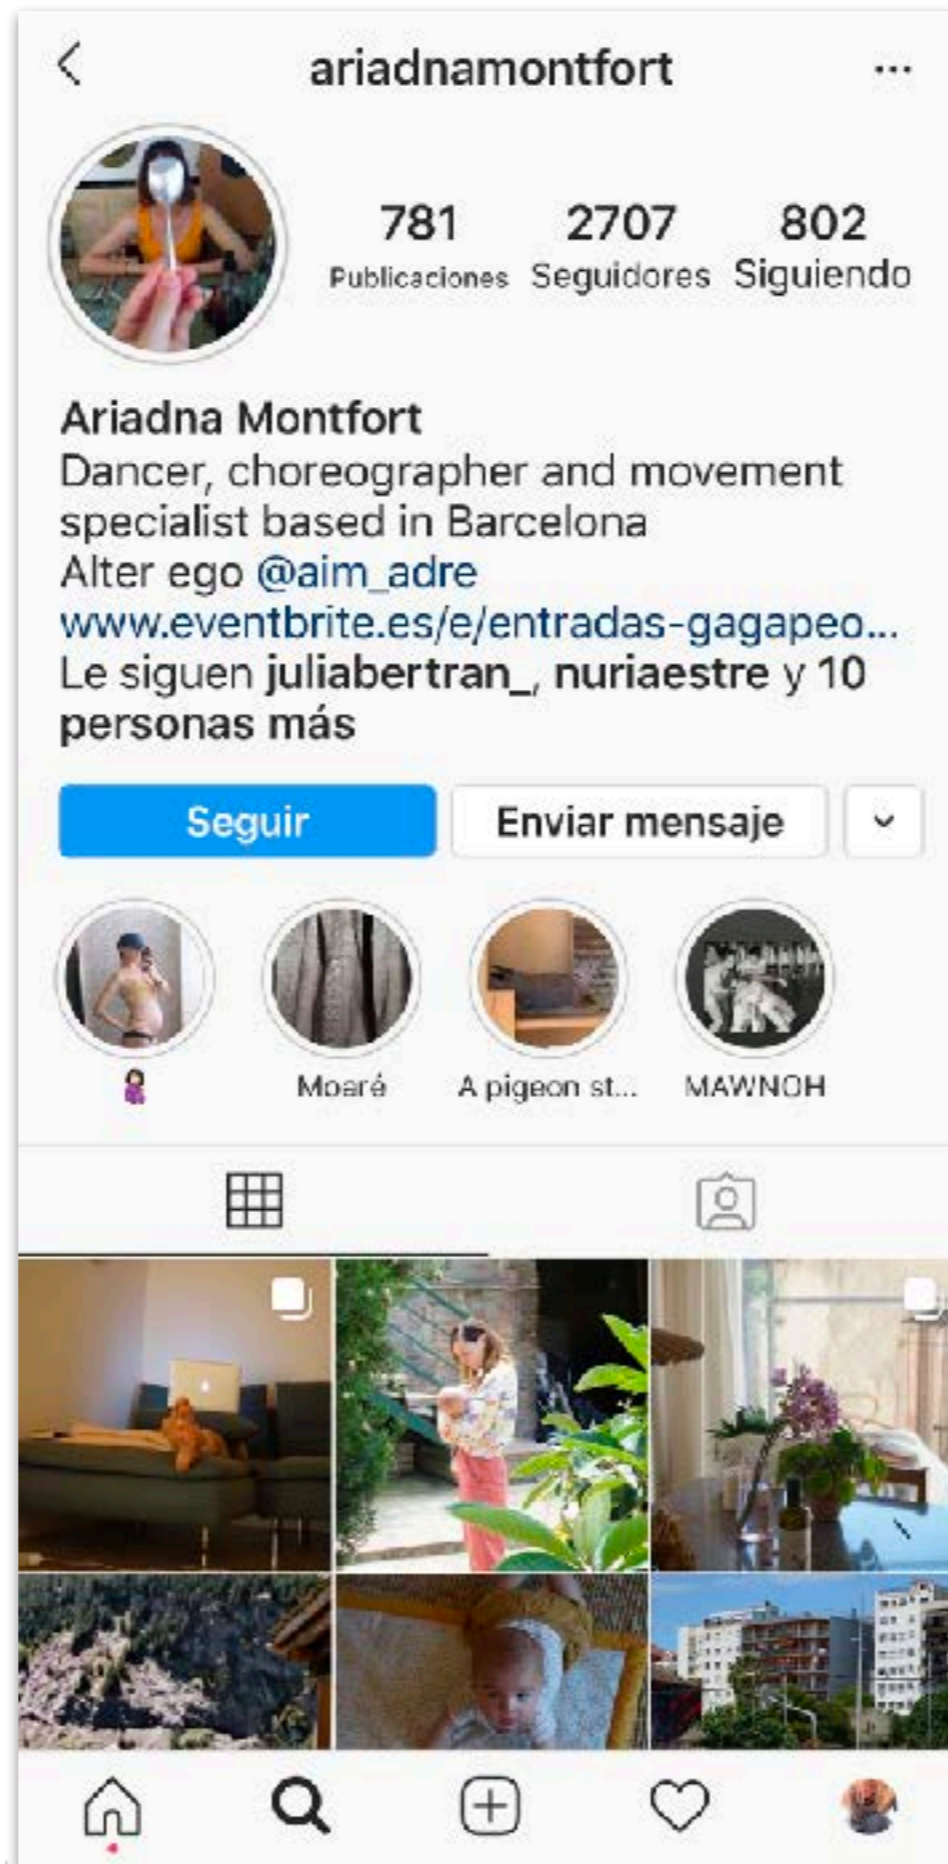 ariadnamontfort
781
2707
802
Publicaciones
Seguidores
Siguiendo
Ariadna Montfort
Dancer, choreographer and movement
specialist based in Barcelona
Alter ego @aim_adre
www.eventbrite.es/e/entradas-gagapeo...
Le siguen juliabertran_, nuriaestre y 10
personas más
Seguir
Enviar mensaje
Moaré
A pigeon st...
MAWNOH